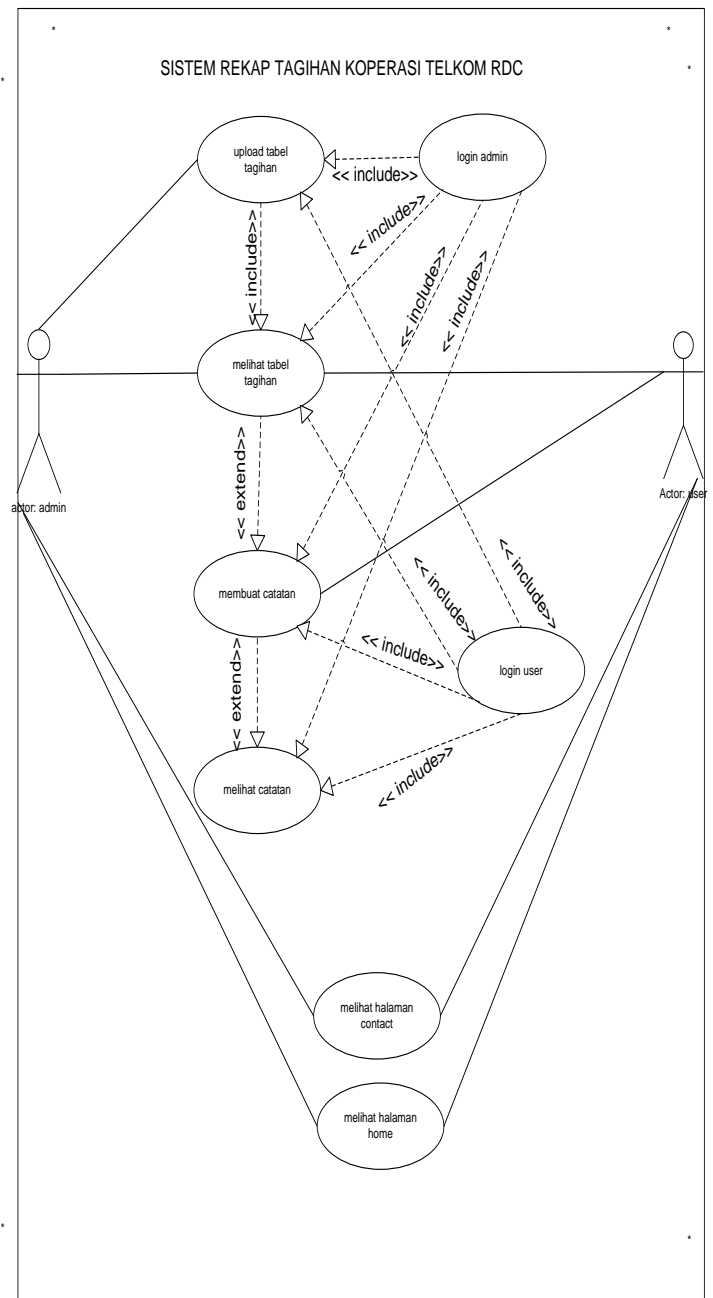 *
*
SISTEM REKAP TAGIHAN KOPERASI TELKOM RDC
*
*
upload tabel
tagihan
login admin
<< include>>
<< include>>
<< include>>
<< include>>
<< include>>
melihat tabel
tagihan
<< extend>>
actor: admin
Actor: user
membuat catatan
<< include>>
<< include>>
<< include>>
login user
<< extend>>
<< include>>
melihat catatan
melihat halaman
contact
melihat halaman
home
*
*